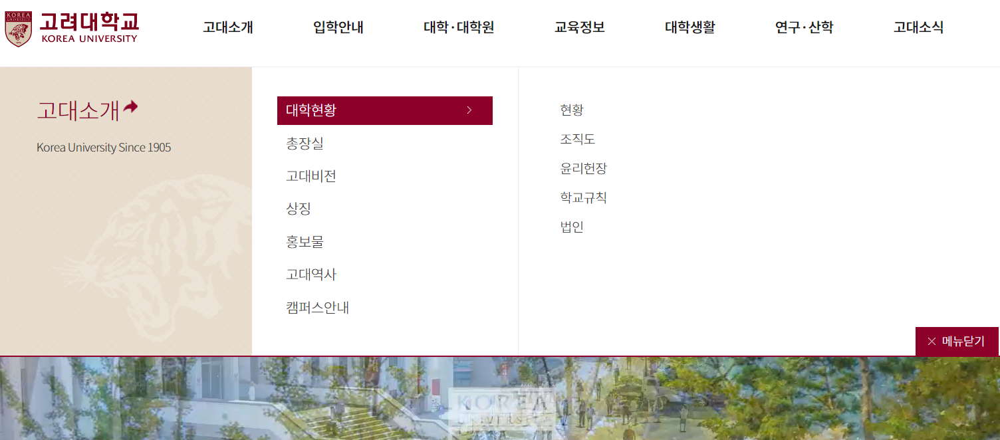 KOREA
UNIVERSITY
고려대학교
KOREA UNIVERSITY
고대소개
입학안내
대학·대학원
교육정보
대학생활
연구·산학
고대소식
고대소개
Korea University Since 1905
대학현황
총장실
고대비전
상징
홍보물
고대역사
캠퍼스안내
현황
조직도
윤리헌장
학교규칙
법인
메뉴닫기
KOREA
UNIVERSITY